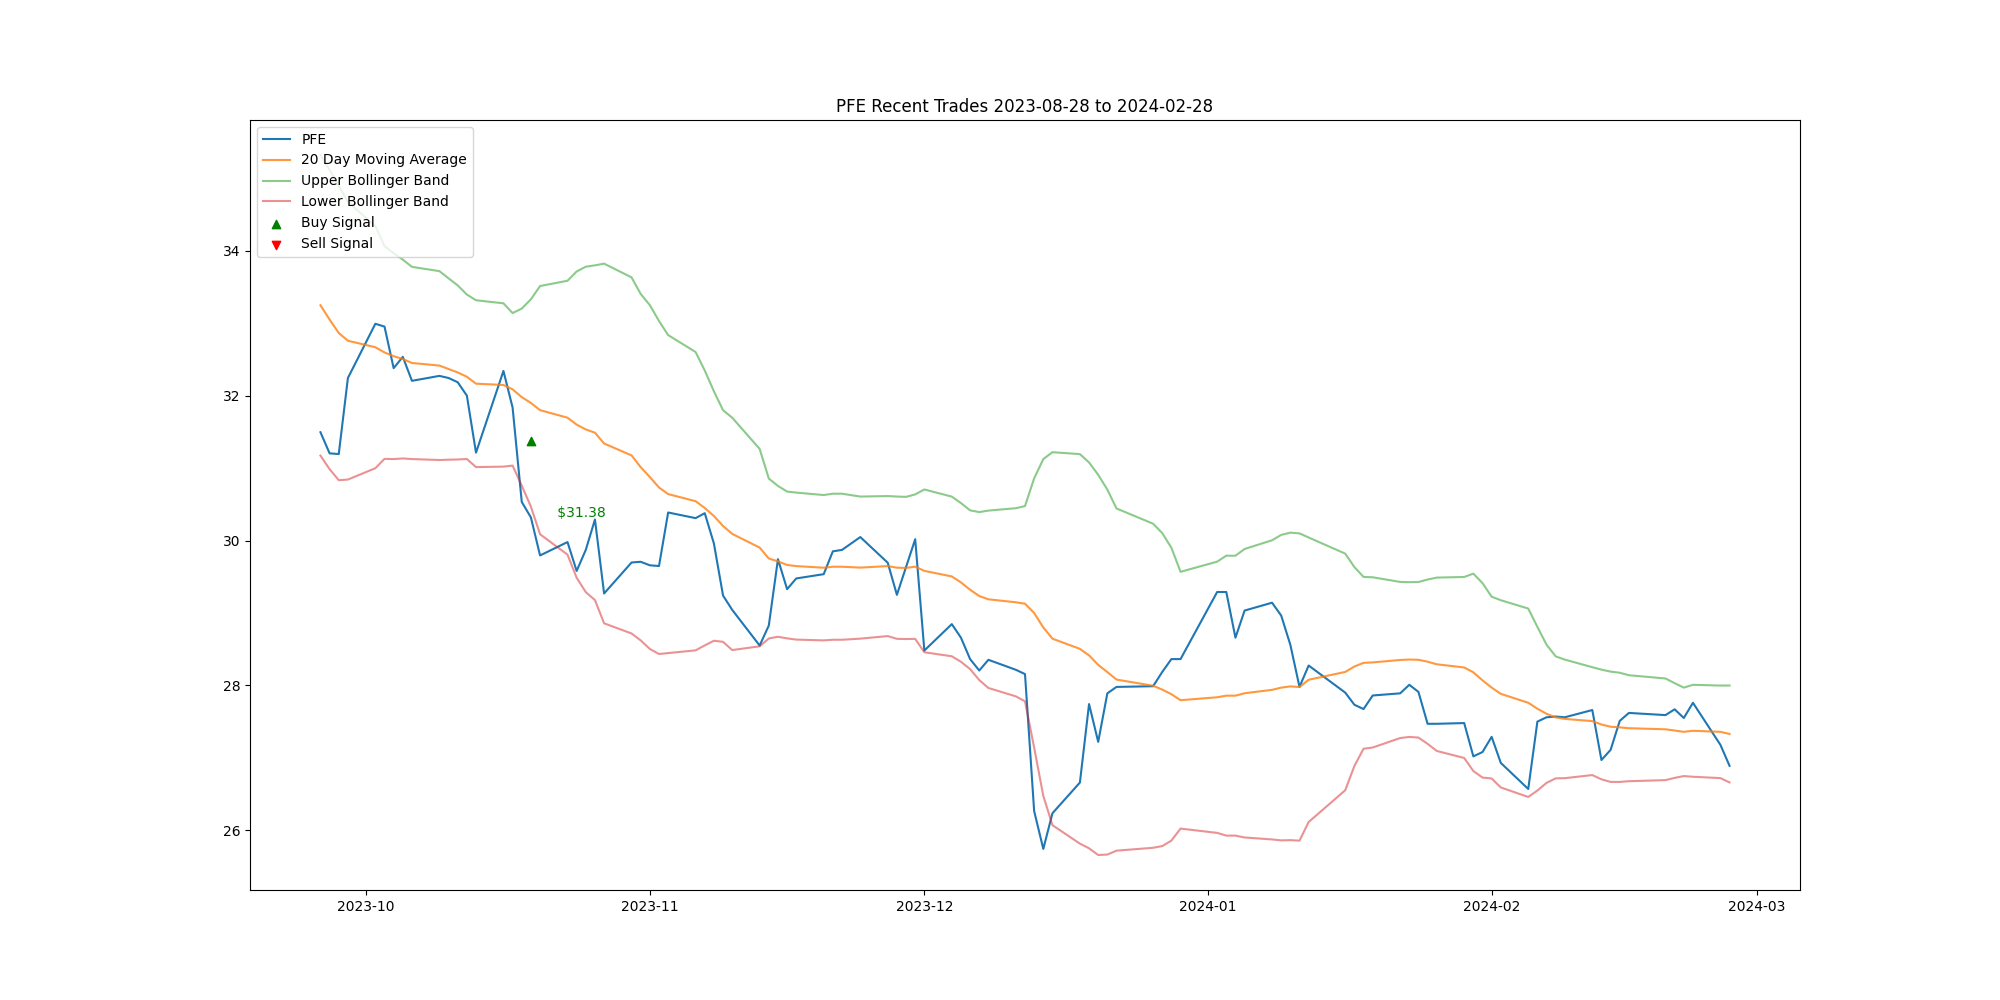 PFE Recent Trades 2023-08-28 to 2024-02-28
PFE
20 Day Moving Average
Upper Bollinger Band
Lower Bollinger Band
Buy Signal
Sell Signal
34
32
30
28
26
$31.38
2023-10
2023-11
2023-12
2024-01
2024-02
2024-03